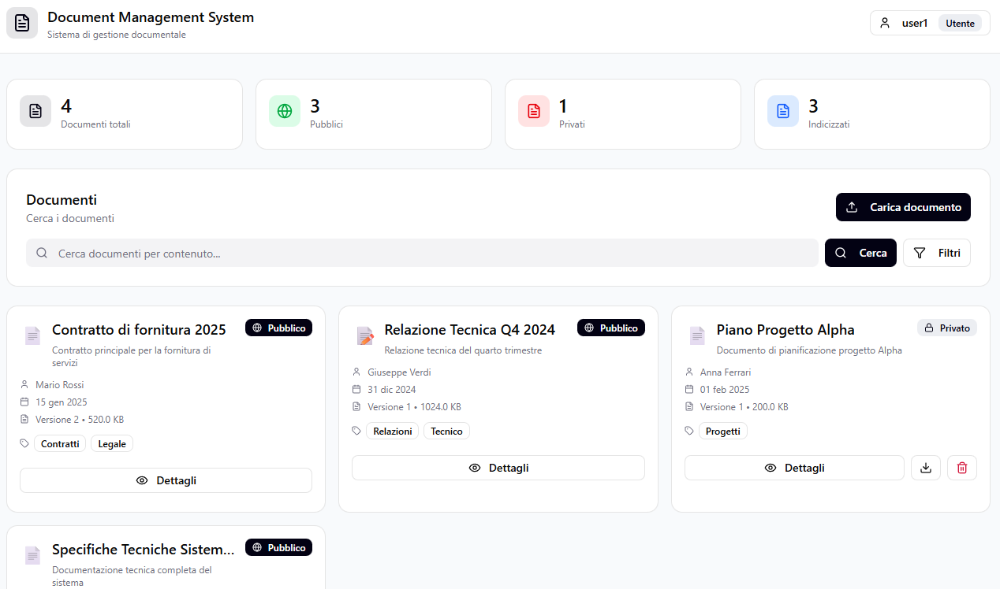 Document Management System
Sistema di gestione documentale
user1 Utente
4
Documenti totali
3
Pubblici
1
Privati
3
Indicizzati
Documenti
Cerca i documenti
Carica documento
Cerca documenti per contenuto...
Cerca
Filtri
Contratto di fornitura 2025
Pubblico
Contratto principale per la fornitura di
servizi
Mario Rossi
15 gen 2025
Versione 2 • 520.0 KB
Contratti Legale
Dettagli
Relazione Tecnica Q4 2024
Pubblico
Relazione tecnica del quarto trimestre
Giuseppe Verdi
31 dic 2024
Versione 1 • 1024.0 KB
Relazioni Tecnico
Dettagli
Piano Progetto Alpha
Privato
Documento di pianificazione progetto Alpha
Anna Ferrari
01 feb 2025
Versione 1 • 200.0 KB
Progetti
Dettagli
Specifiche Tecniche Sistem...
Pubblico
Documentazione tecnica completa del
sistema